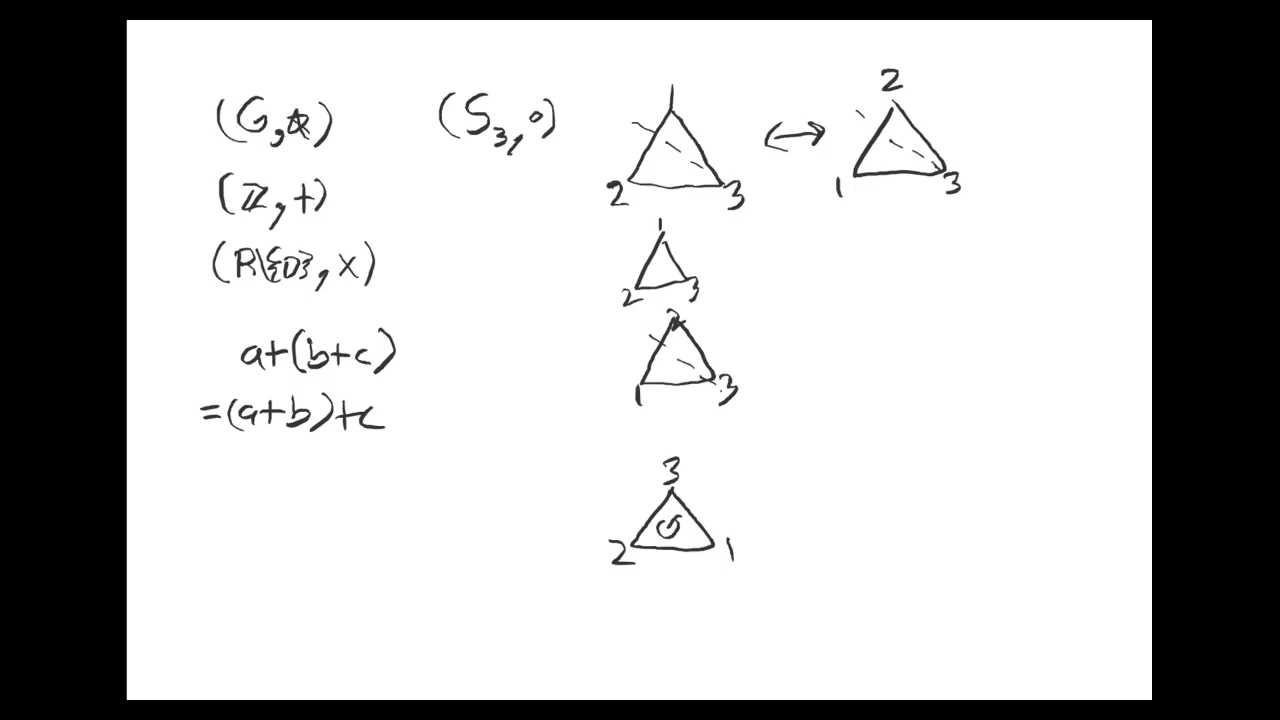 (G,☆) (S₃,∘)
(ℤ,+)
(R\{0},×)
a+(b+c)
=(a+b)+c
1
2 3
↔
2
1 3
1
2 3
2
1 3
3
2 1